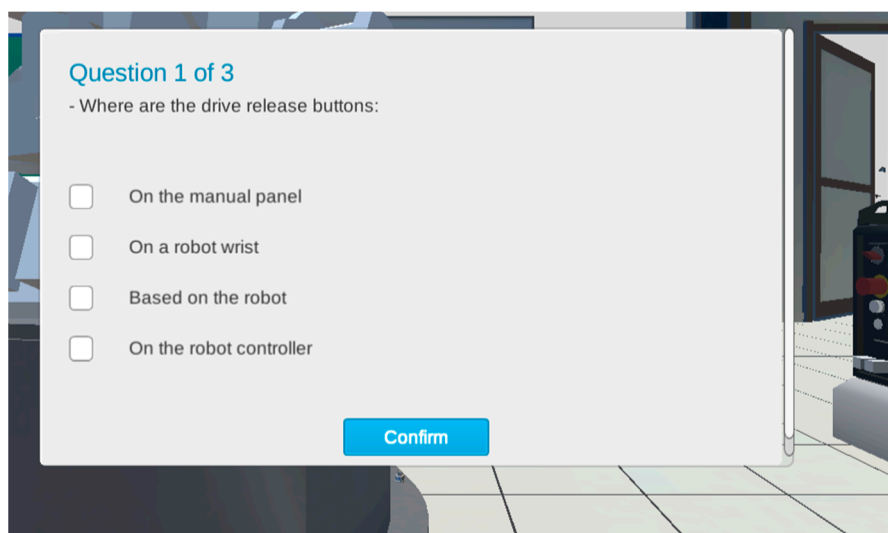 Question 1 of 3
- Where are the drive release buttons:
On the manual panel
On a robot wrist
Based on the robot
On the robot controller
Confirm